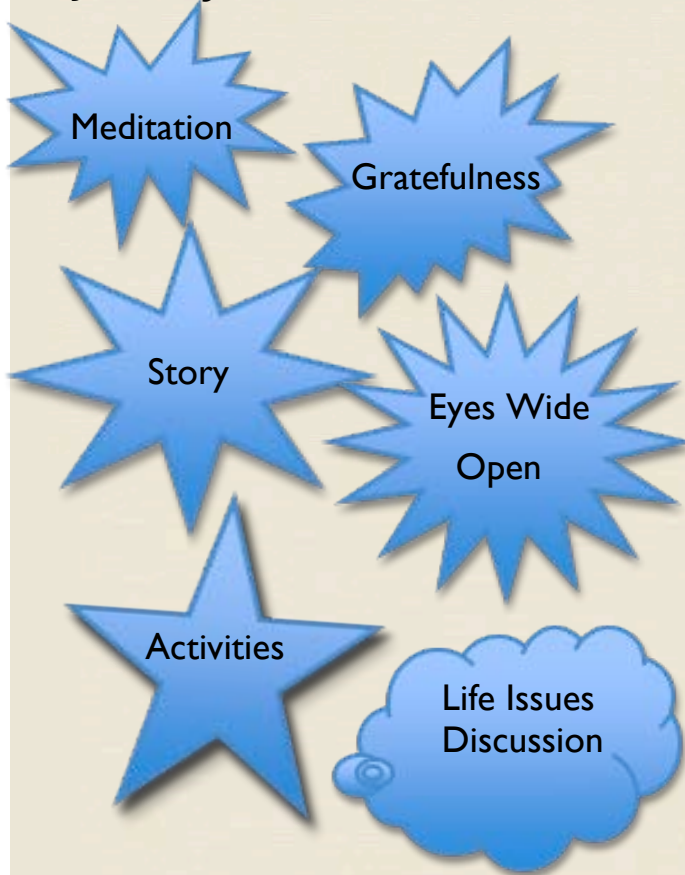 Meditation
Gratefulness
Story
Eyes Wide
Open
Activities
Life Issues
Discussion